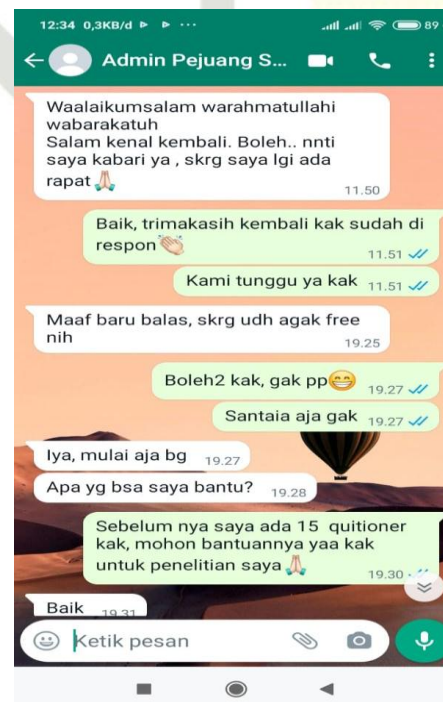 12:34 0,3KB/d ··· 89
Admin Pejuang S...
Waalaikumsalam warahmatullahi
wabarakatuh
Salam kenal kembali. Boleh.. nnti
saya kabari ya , skrg saya lgi ada
rapat 🙏🏻
11.50
Baik, trimakasih kembali kak sudah di
respon👏🏻
11.51
Kami tunggu ya kak 11.51
Maaf baru balas, skrg udh agak free
nih
19.25
Boleh2 kak, gak pp😁 19.27
Santaia aja gak 19.27
Iya, mulai aja bg 19.27
Apa yg bsa saya bantu? 19.28
Sebelum nya saya ada 15 quitioner
kak, mohon bantuannya yaa kak
untuk penelitian saya🙏🏻
19.30
Baik 19.31
Ketik pesan